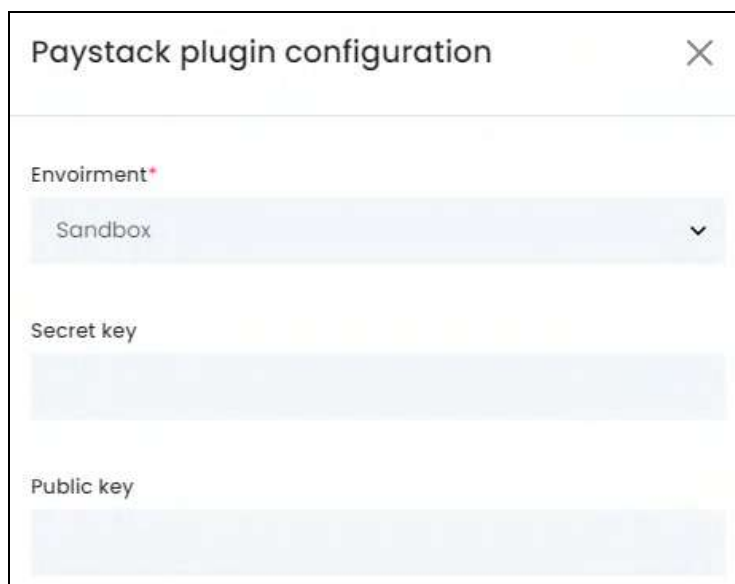 Paystack plugin configuration
Envoirment*
Sandbox
Secret key
Public key